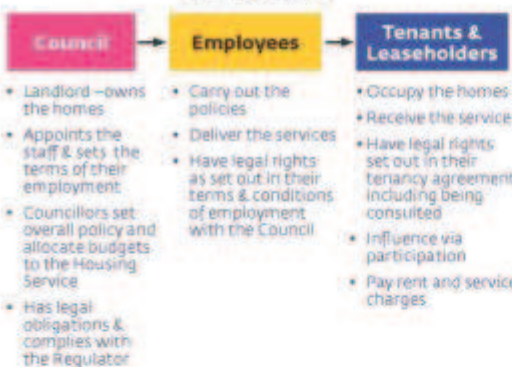 Council
Employees
Tenants &
Leaseholders
• Landlord –owns
the homes
• Appoints the
staff & sets the
terms of their
employment
• Councillors set
overall policy and
allocate budgets
to the Housing
Service
• Has legal
obligations &
complies with
the Regulator
• Carry out the
policies
• Deliver the services
• Have legal rights
as set out in their
terms & conditions
of employment
with the Council
• Occupy the homes
• Receive the service
• Have legal rights
set out in their
tenancy agreement
including being
consulted
• Influence via
participation
• Pay rent and service
charges